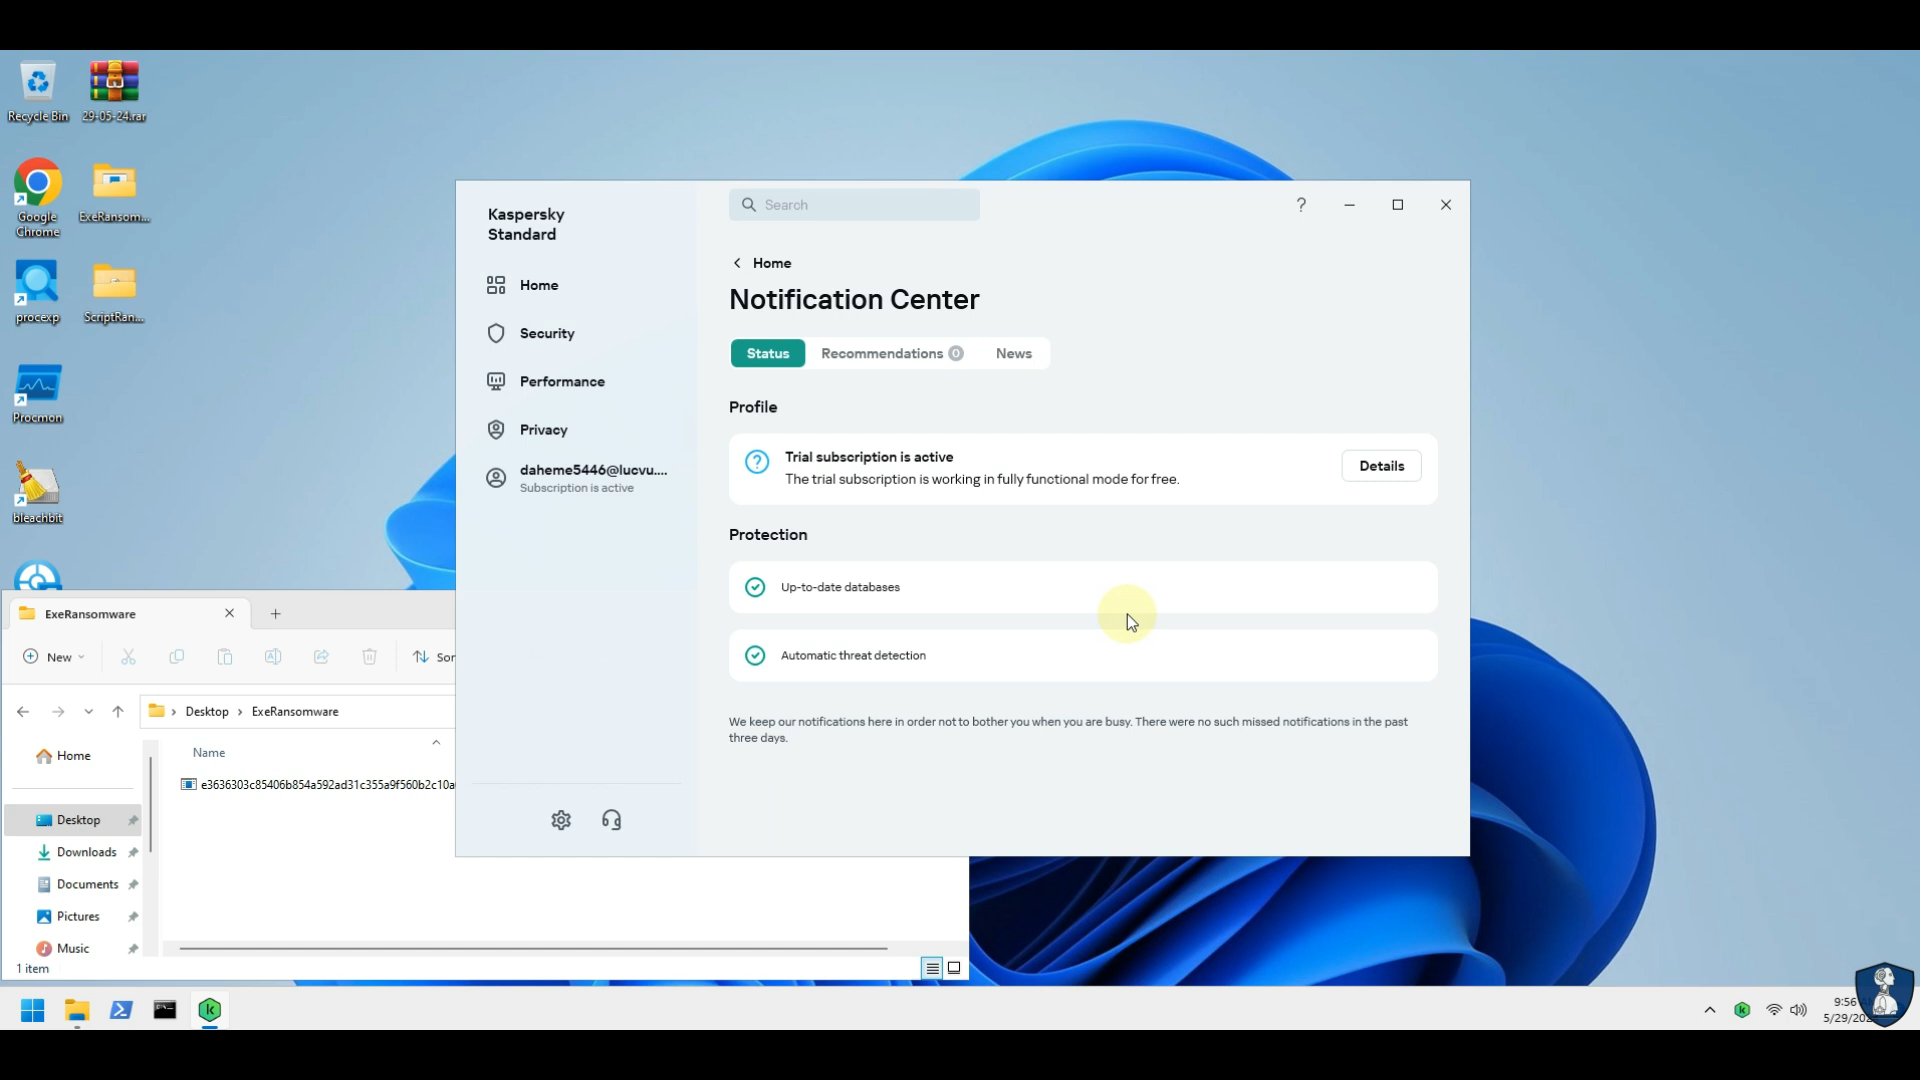 Recycle Bin
29-05-24.rar
Google
Chrome
ExeRansom...
procexp
ScriptRan...
Procmon
bleachbit
Kaspersky
Standard
Home
Security
Performance
Privacy
daheme5446@lucvu....
Subscription is active
Search
?
Home
Notification Center
Status
Recommendations 0
News
Profile
Trial subscription is active
The trial subscription is working in fully functional mode for free.
Details
Protection
Up-to-date databases
Automatic threat detection
We keep our notifications here in order not to bother you when you are busy. There were no such missed notifications in the past
three days.
ExeRansomware
New
Sor
Desktop > ExeRansomware
Name
Home
e3636303c85406b854a592ad31c355a9f560b2c10a
Desktop
Downloads
Documents
Pictures
Music
1 item
9:56
5/29/202